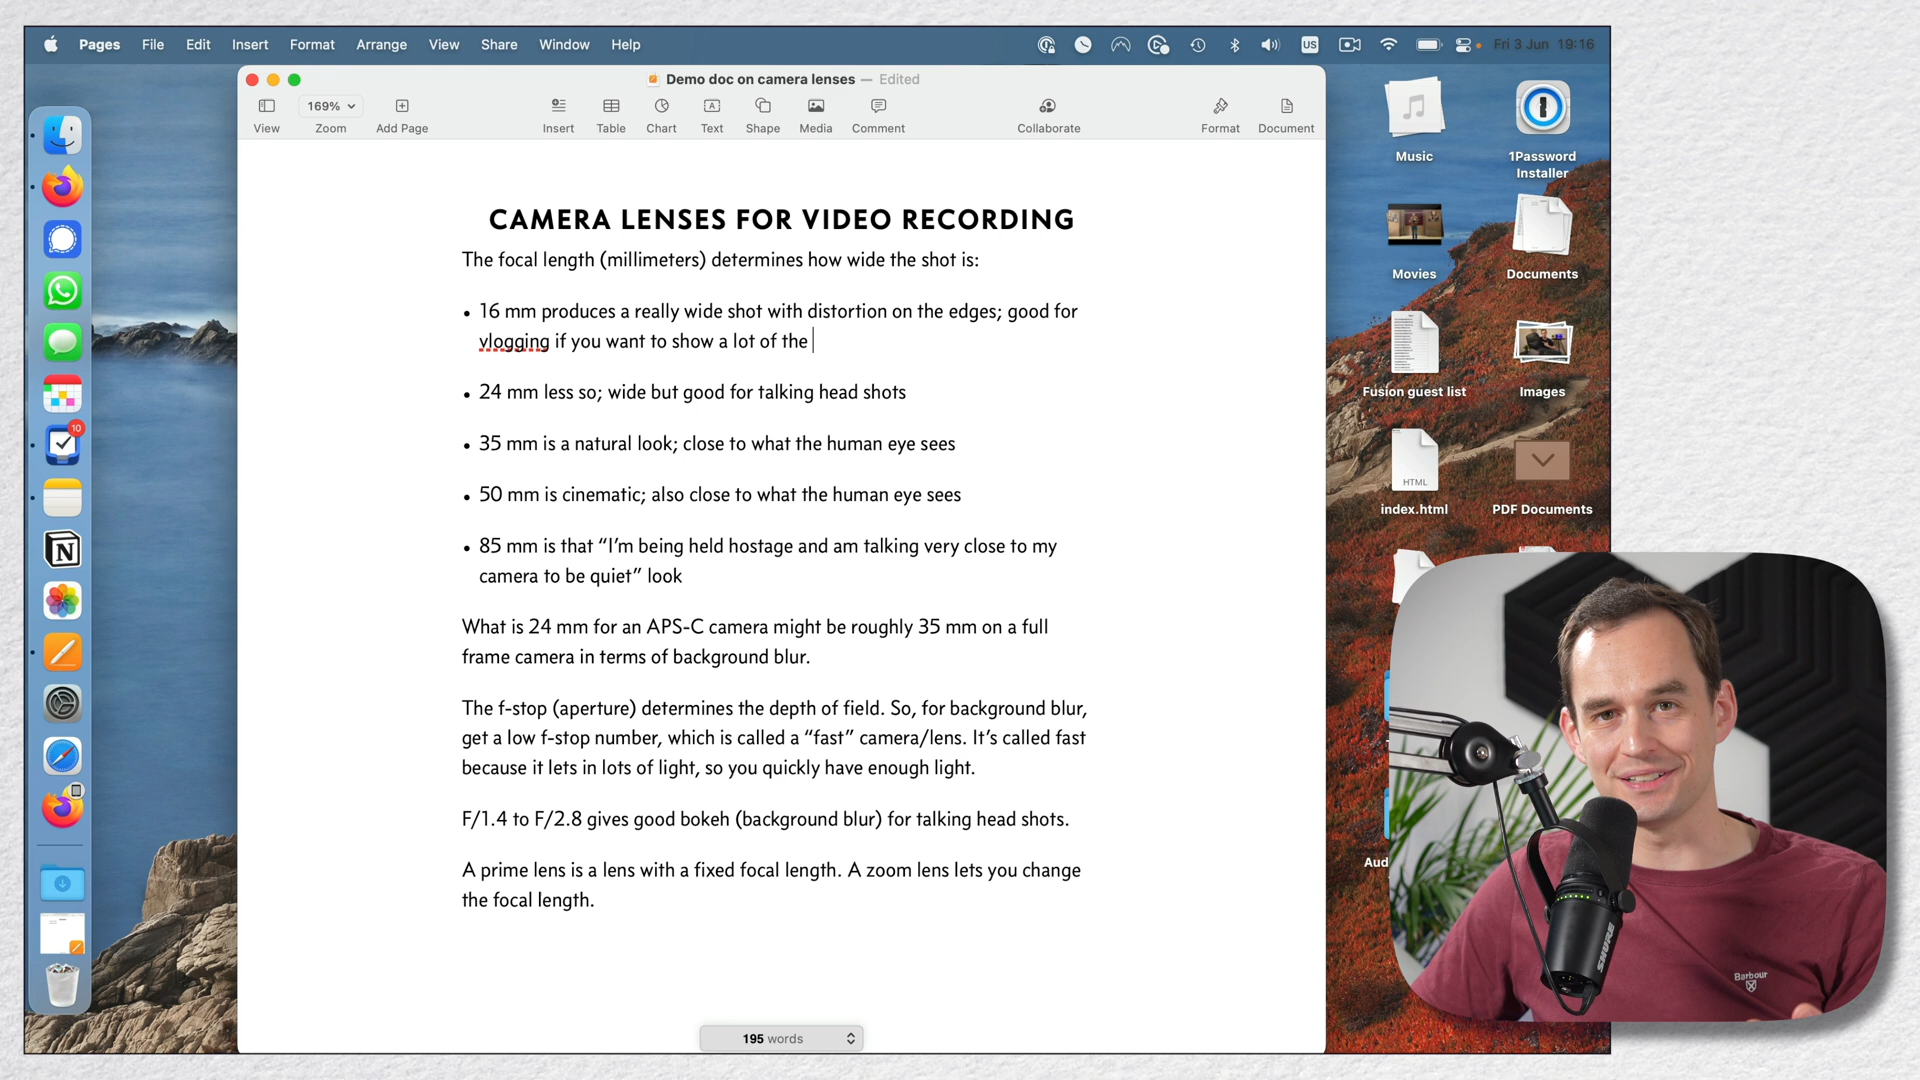 Pages File Edit Insert Format Arrange View Share Window Help
US Fri 3 Jun 19:16
Demo doc on camera lenses — Edited
169%
View Zoom Add Page Insert Table Chart Text Shape Media Comment Collaborate Format Document
CAMERA LENSES FOR VIDEO RECORDING
The focal length (millimeters) determines how wide the shot is:
• 16 mm produces a really wide shot with distortion on the edges; good for
vlogging if you want to show a lot of the
• 24 mm less so; wide but good for talking head shots
• 35 mm is a natural look; close to what the human eye sees
• 50 mm is cinematic; also close to what the human eye sees
• 85 mm is that “I’m being held hostage and am talking very close to my
camera to be quiet” look
What is 24 mm for an APS-C camera might be roughly 35 mm on a full
frame camera in terms of background blur.
The f-stop (aperture) determines the depth of field. So, for background blur,
get a low f-stop number, which is called a “fast” camera/lens. It’s called fast
because it lets in lots of light, so you quickly have enough light.
F/1.4 to F/2.8 gives good bokeh (background blur) for talking head shots.
A prime lens is a lens with a fixed focal length. A zoom lens lets you change
the focal length.
195 words
10
Music
1Password
Installer
Movies
Documents
Fusion guest list
Images
HTML
index.html
PDF Documents
Aud
SHURE
Barbour